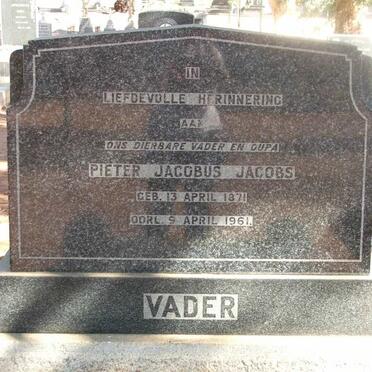 IN
LIEFDEVOLLE HERINNERING
AAN
ONS DIERBARE VADER EN OUPA
PIETER JACOBUS JACOBS
GEB. 13 APRIL 1871
OORL. 9 APRIL 1961.
VADER